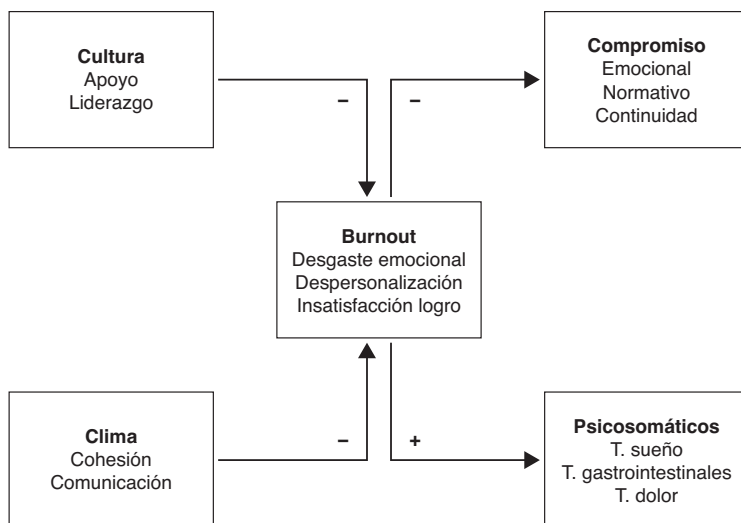 Cultura
Apoyo
Liderazgo
Compromiso
Emocional
Normativo
Continuidad
–
–
Burnout
Desgaste emocional
Despersonalización
Insatisfacción logro
Clima
Cohesión
Comunicación
–
+
Psicosomáticos
T. sueño
T. gastrointestinales
T. dolor